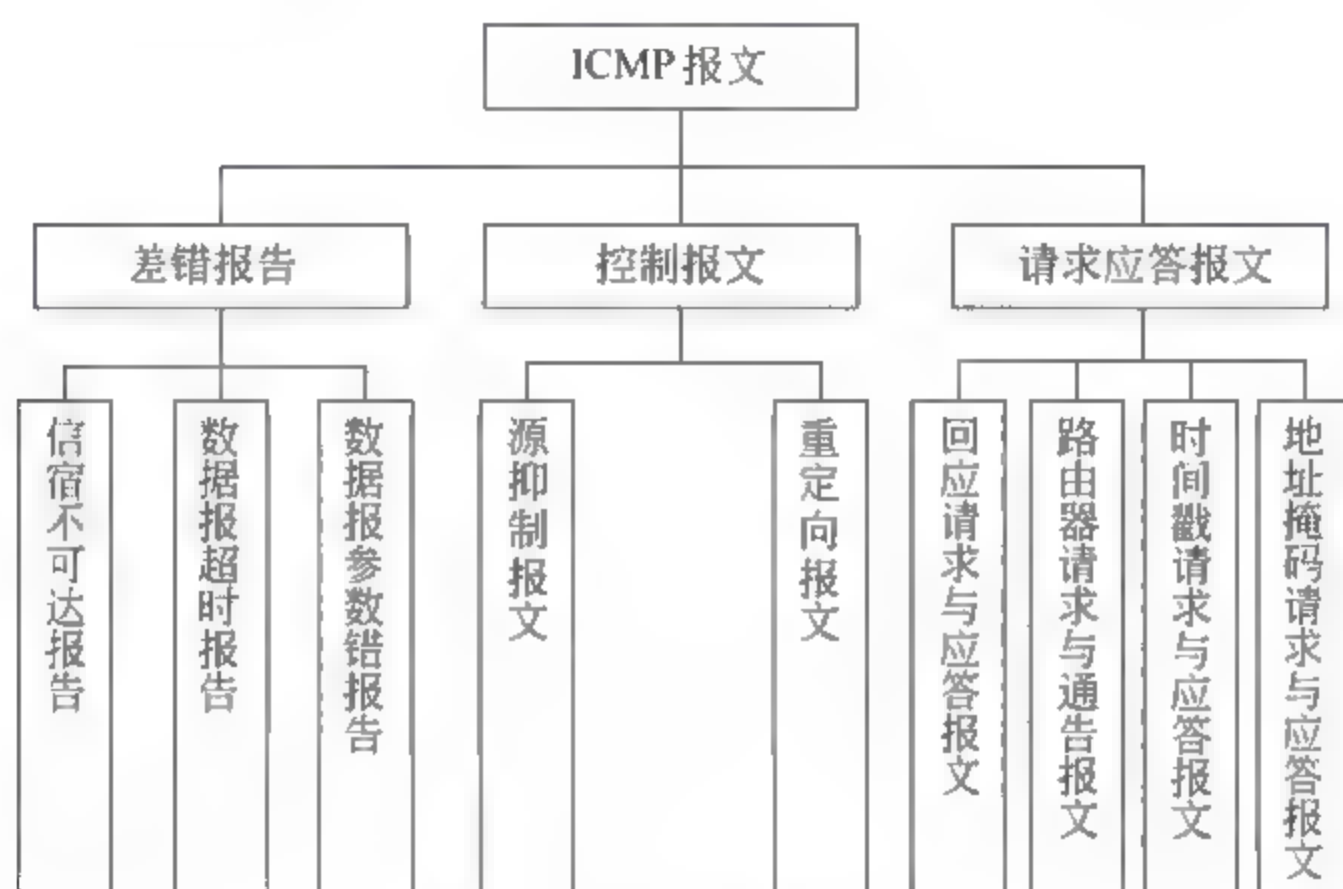 ICMP报文
差错报告
控制报文
请求应答报文
信宿不可达报告
数据报超时报告
数据报参数错报告
源抑制报文
重定向报文
回应请求与应答报文
路由器请求与通告报文
时间戳请求与应答报文
地址掩码请求与应答报文